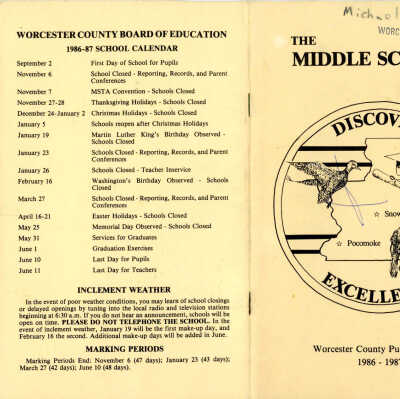 WORCESTER COUNTY BOARD OF EDUCATION
1986-87 SCHOOL CALENDAR
September 2 First Day of School for Pupils
November 6 School Closed - Reporting, Records, and Parent
Conferences
November 7 MSTA Convention - Schools Closed
November 27-28 Thanksgiving Holidays - Schools Closed
December 24-January 2 Christmas Holidays - Schools Closed
January 5 Schools reopen after Christmas Holidays
January 19 Martin Luther King's Birthday Observed -
Schools Closed
January 23 School Closed - Reporting, Records, and Parent
Conferences
January 26 Schools Closed - Teacher Inservice
February 16 Washington's Birthday Observed - Schools
Closed
March 27 School Closed - Reporting, Records, and Parent
Conferences
April 16-21 Easter Holidays - Schools Closed
May 25 Memorial Day Observed - Schools Closed
May 31 Services for Graduates
June 1 Graduation Exercises
June 10 Last Day for Pupils
June 11 Last Day for Teachers
INCLEMENT WEATHER
In the event of poor weather conditions, you may learn of school closings
or delayed openings by tuning into the local radio and television stations
beginning at 6:30 a.m. If you do not hear an announcement, schools will be
open on time. PLEASE DO NOT TELEPHONE THE SCHOOL. In the
event of inclement weather, January 19 will be the first make-up day, and
February 16 the second. Additional make-up days will be added in June.
MARKING PERIODS
Marking Periods End: November 6 (47 days); January 23 (43 days);
March 27 (42 days); June 10 (48 days).
Michael
WORC
THE
MIDDLE SC
DISCOVE
Snow
Pocomoke
EXCELLE
Worcester County Pu
1986 - 1987